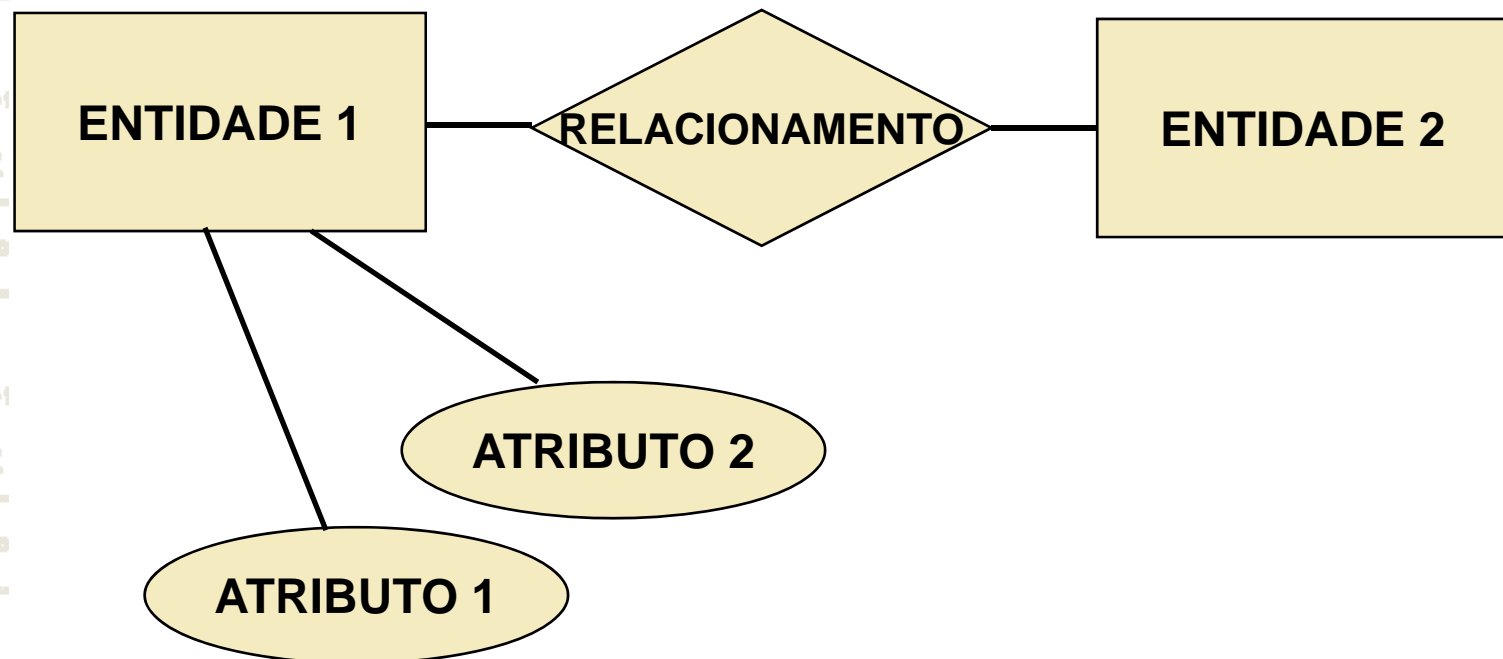 ENTIDADE 1
RELACIONAMENTO
ENTIDADE 2
ATRIBUTO 2
ATRIBUTO 1